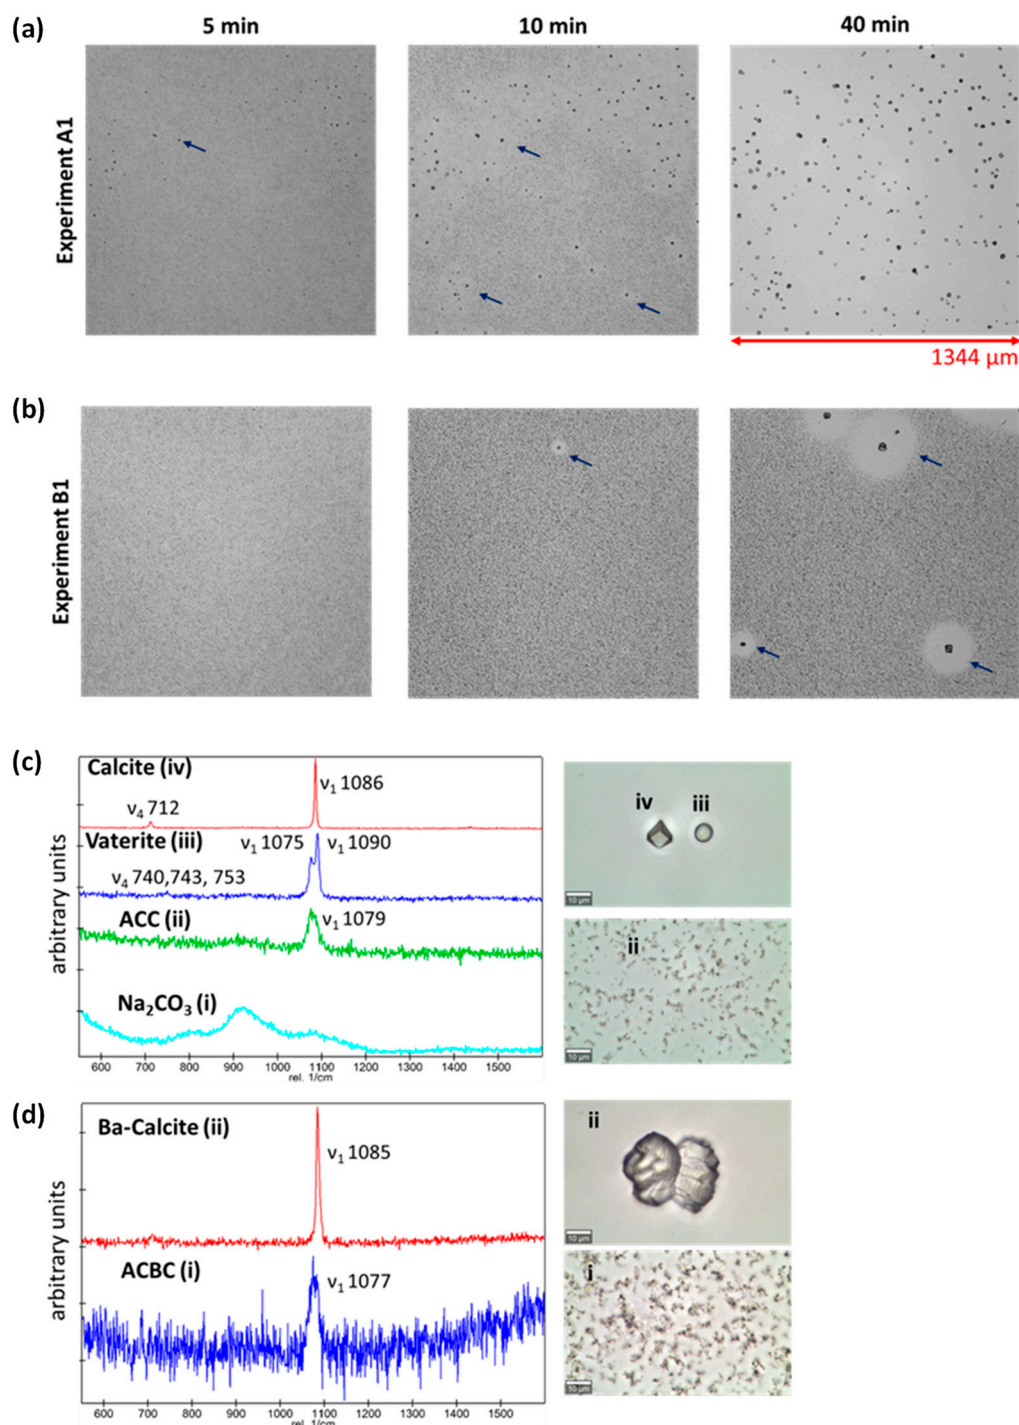 (a)
5 min
10 min
40 min
Experiment A1
1344 µm
(b)
Experiment B1
(c)
Calcite (iv)
ν₄ 712
ν₁ 1086
Vaterite (iii)
ν₁ 1075
ν₁ 1090
ν₄ 740,743, 753
ACC (ii)
ν₁ 1079
Na₂CO₃ (i)
arbitrary units
600 700 800 900 1000 1100 1200 1300 1400 1500
rel. 1/cm
iv
iii
10 µm
ii
10 µm
(d)
Ba-Calcite (ii)
ν₁ 1085
ACBC (i)
ν₁ 1077
arbitrary units
600 700 800 900 1000 1100 1200 1300 1400 1500
rel. 1/cm
ii
10 µm
i
10 µm